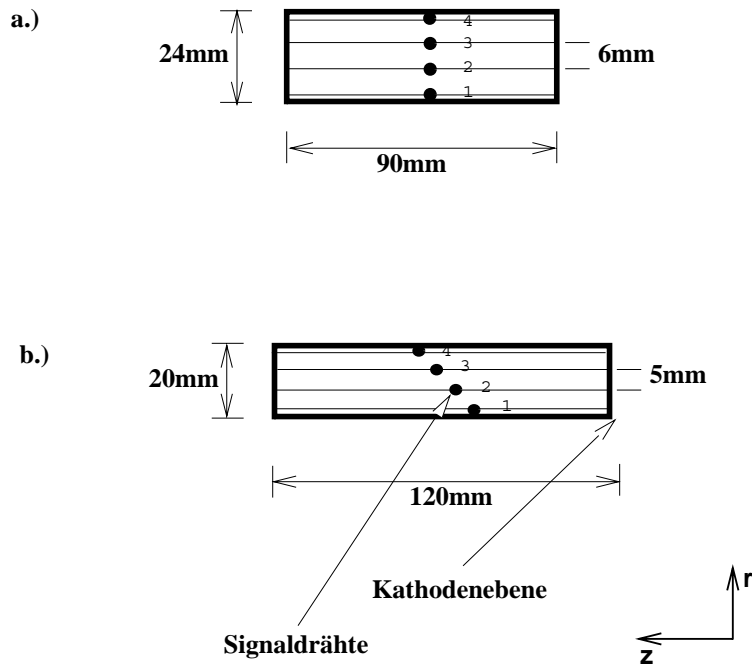 a.)
24mm
4
3
2
1
6mm
90mm
b.)
20mm
4
3
2
1
5mm
120mm
Kathodenebene
Signaldrähte
r
z